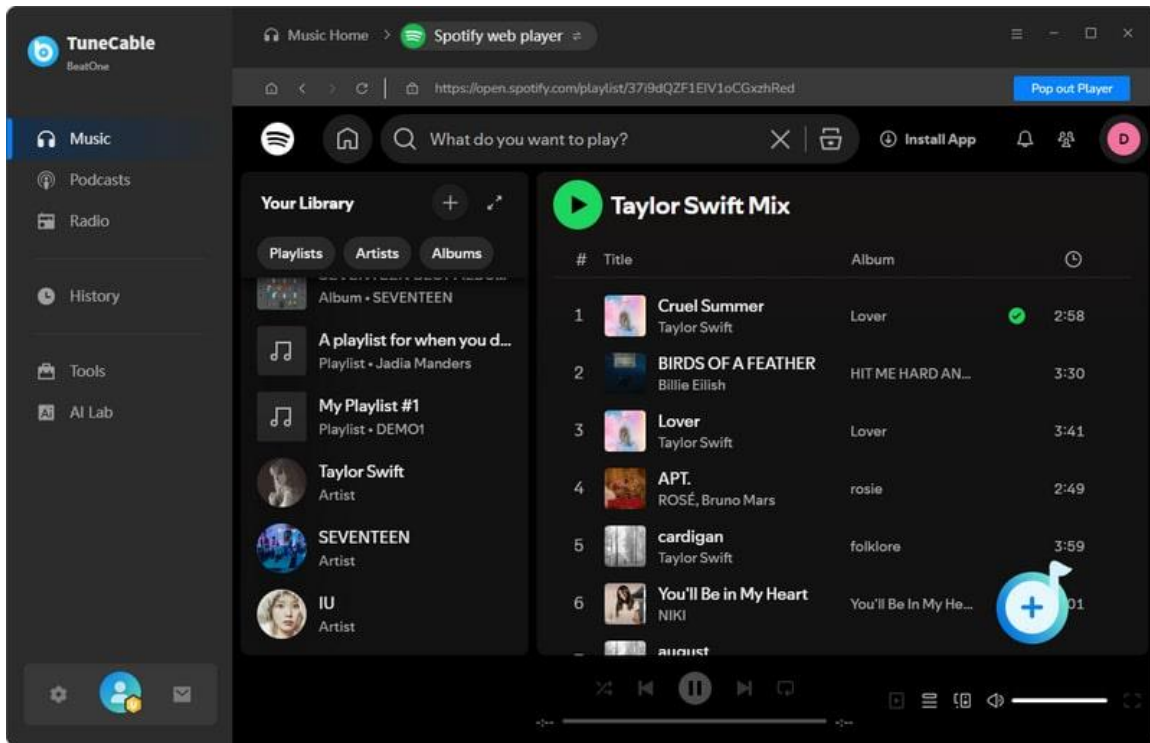 TuneCable
BeatOne
Music Home > Spotify web player
https://open.spotify.com/playlist/37i9dQZF1EIV1oCGxzhRed
Pop out Player
Music
Podcasts
Radio
History
Tools
Ai AI Lab
What do you want to play?
Install App
D
Your Library
Playlists Artists Albums
Album • SEVENTEEN
A playlist for when you d...
Playlist • Jadia Manders
My Playlist #1
Playlist • DEMO1
Taylor Swift
Artist
SEVENTEEN
Artist
IU
Artist
Taylor Swift Mix
# Title Album
1 Cruel Summer Lover 2:58
Taylor Swift
2 BIRDS OF A FEATHER HIT ME HARD AN... 3:30
Billie Eilish
3 Lover Lover 3:41
Taylor Swift
4 APT. rosie 2:49
ROSÉ, Bruno Mars
5 cardigan folklore 3:59
Taylor Swift
6 You'll Be in My Heart You'll Be In My He... 01
NIKI
august
-:-- -:--